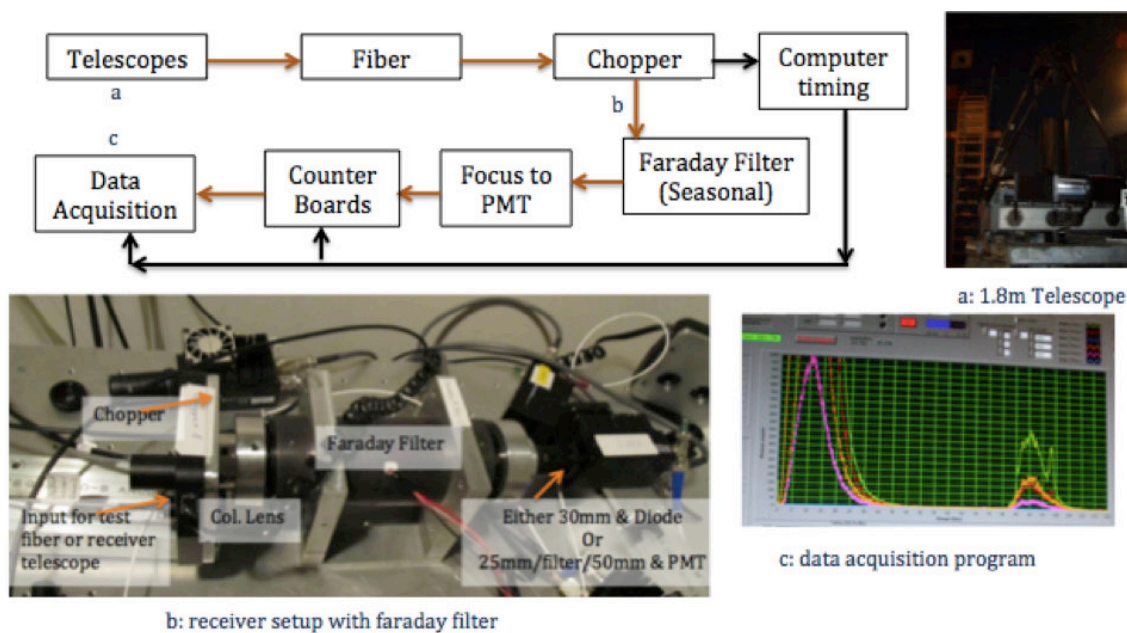 Telescopes
Fiber
Chopper
Computer
timing
a
b
c
Data
Acquisition
Counter
Boards
Focus to
PMT
Faraday Filter
(Seasonal)
a: 1.8m Telescope
Chopper
Faraday Filter
Input for test
fiber or receiver
telescope
Col. Lens
Either 30mm & Diode
Or
25mm/filter/50mm & PMT
c: data acquisition program
b: receiver setup with faraday filter